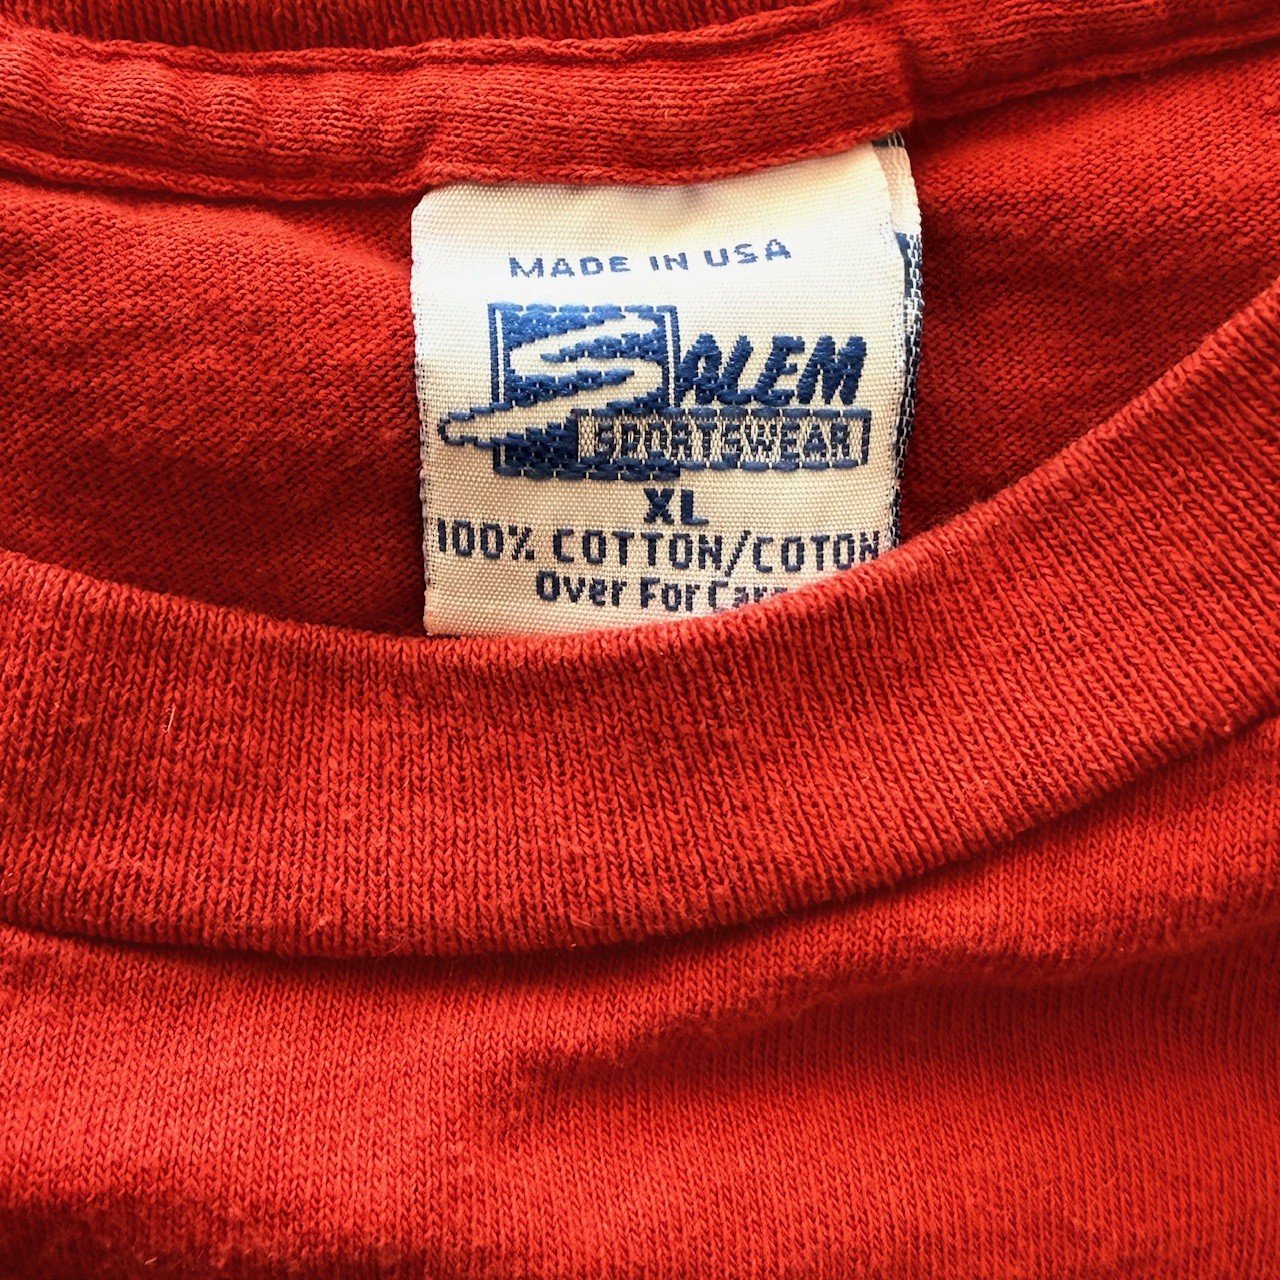 MADE IN USA
SALEM
SPORTSWEAR
XL
100% COTTON/COTON
Over For